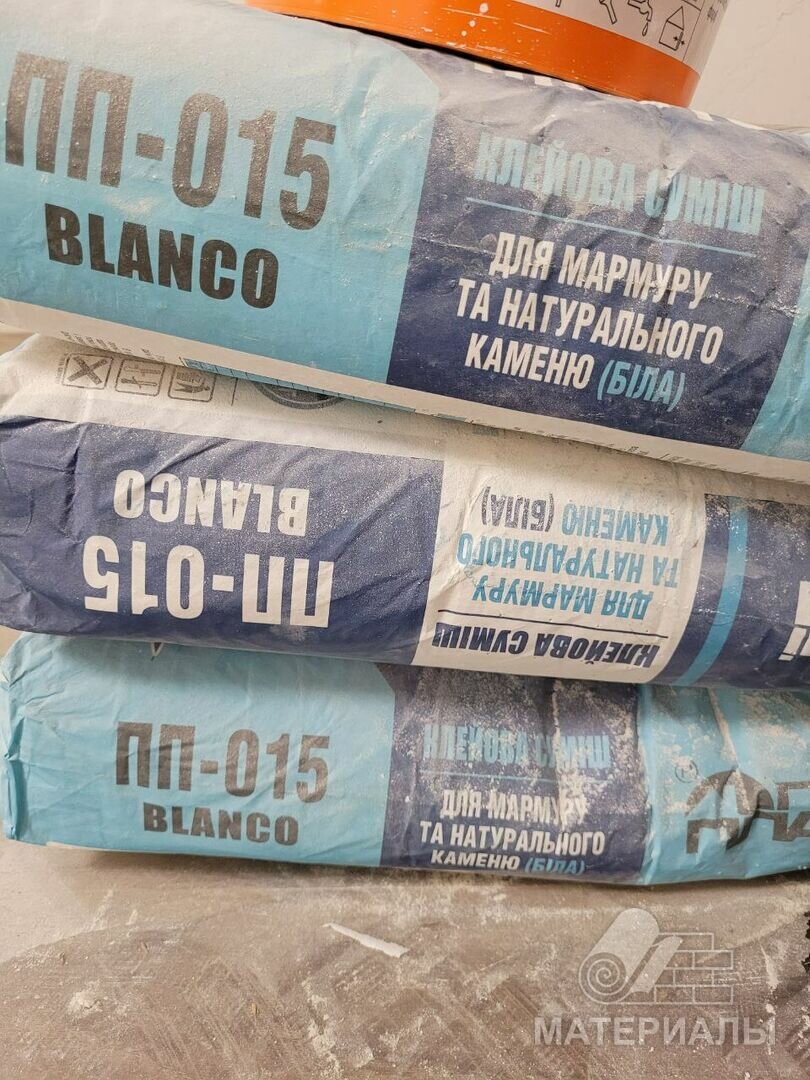 ПП-015
BLANCO
КЛЕЙОВА СУМІШ
ДЛЯ МАРМУРУ
ТА НАТУРАЛЬНОГО
КАМЕНЮ (БІЛА)
ПП-015
BLANCO
КЛЕЙОВА СУМІШ
ДЛЯ МАРМУРУ
ТА НАТУРАЛЬНОГО
КАМЕНЮ (БІЛА)
ПП-015
BLANCO
КЛЕЙОВА СУМІШ
ДЛЯ МАРМУРУ
ТА НАТУРАЛЬНОГО
КАМЕНЮ (БІЛА)
МАТЕРИАЛЫ